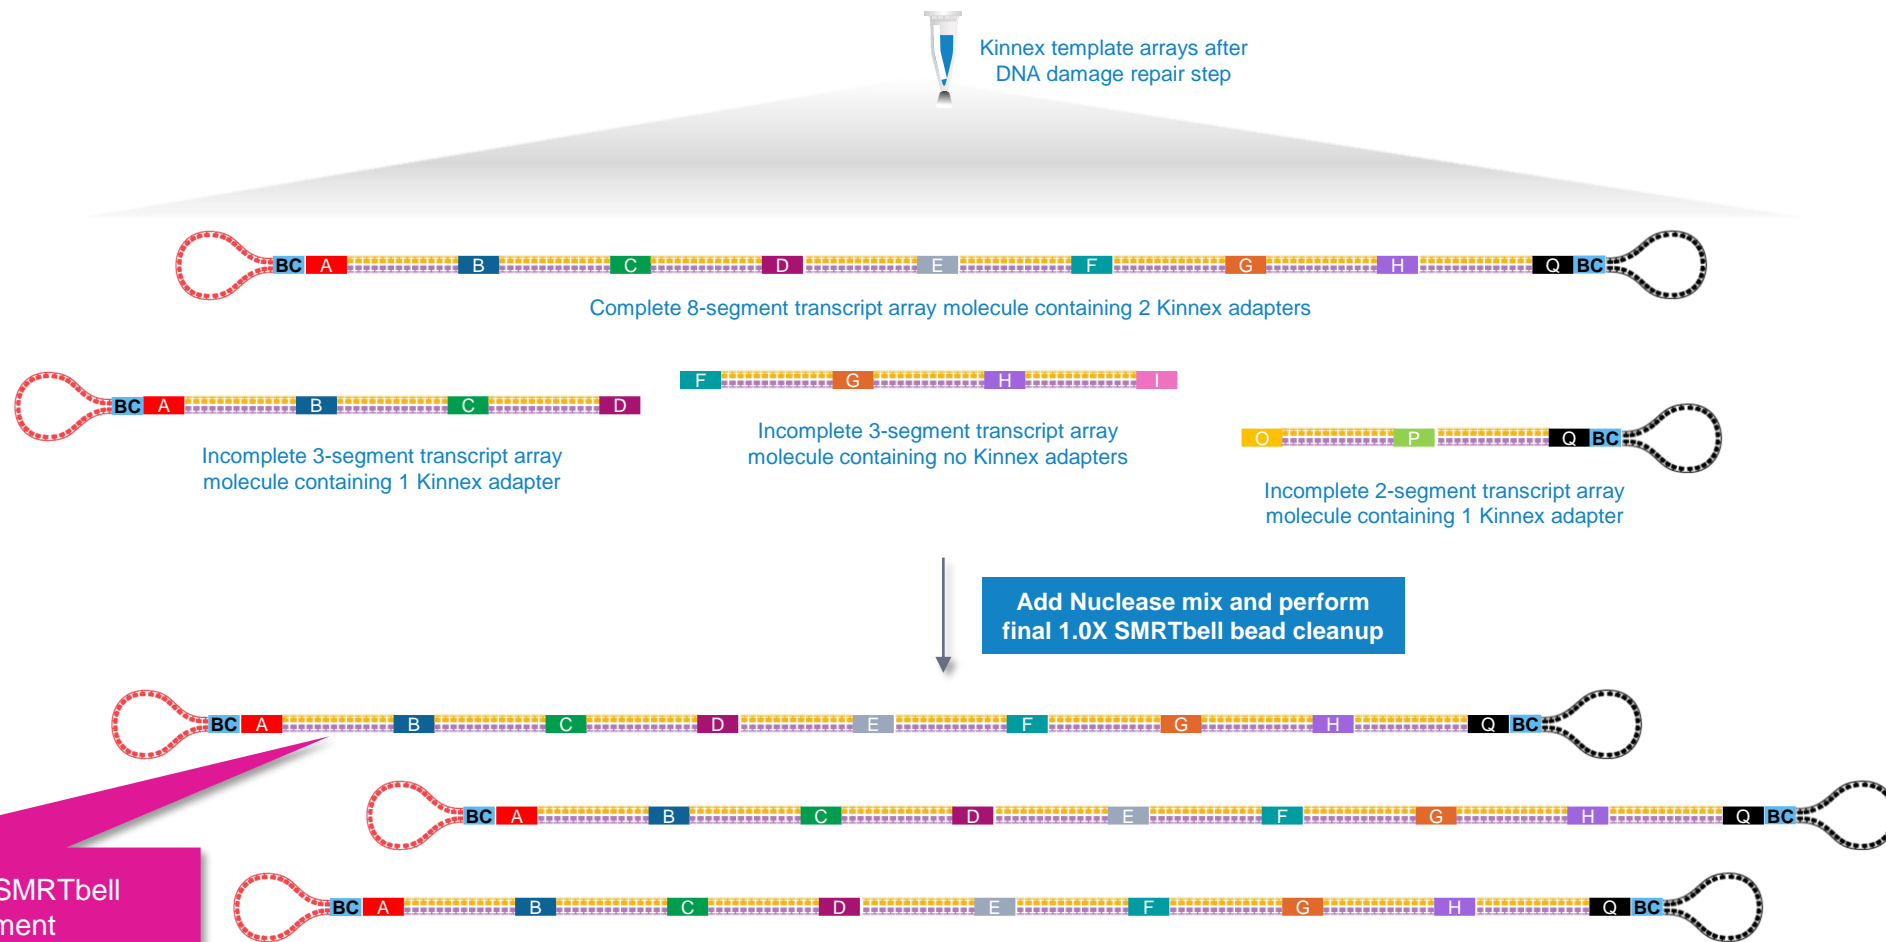 Kinnex template arrays after
DNA damage repair step
BC A B C D E F G H Q BC
Complete 8-segment transcript array molecule containing 2 Kinnex adapters
F G H I
BC A B C D
O P Q BC
Incomplete 3-segment transcript array
molecule containing no Kinnex adapters
Incomplete 3-segment transcript array
molecule containing 1 Kinnex adapter
Incomplete 2-segment transcript array
molecule containing 1 Kinnex adapter
Add Nuclease mix and perform
final 1.0X SMRTbell bead cleanup
BC A B C D E F G H Q BC
BC A B C D E F G H Q BC
SMRTbell
ment
BC A B C D E F G H Q BC